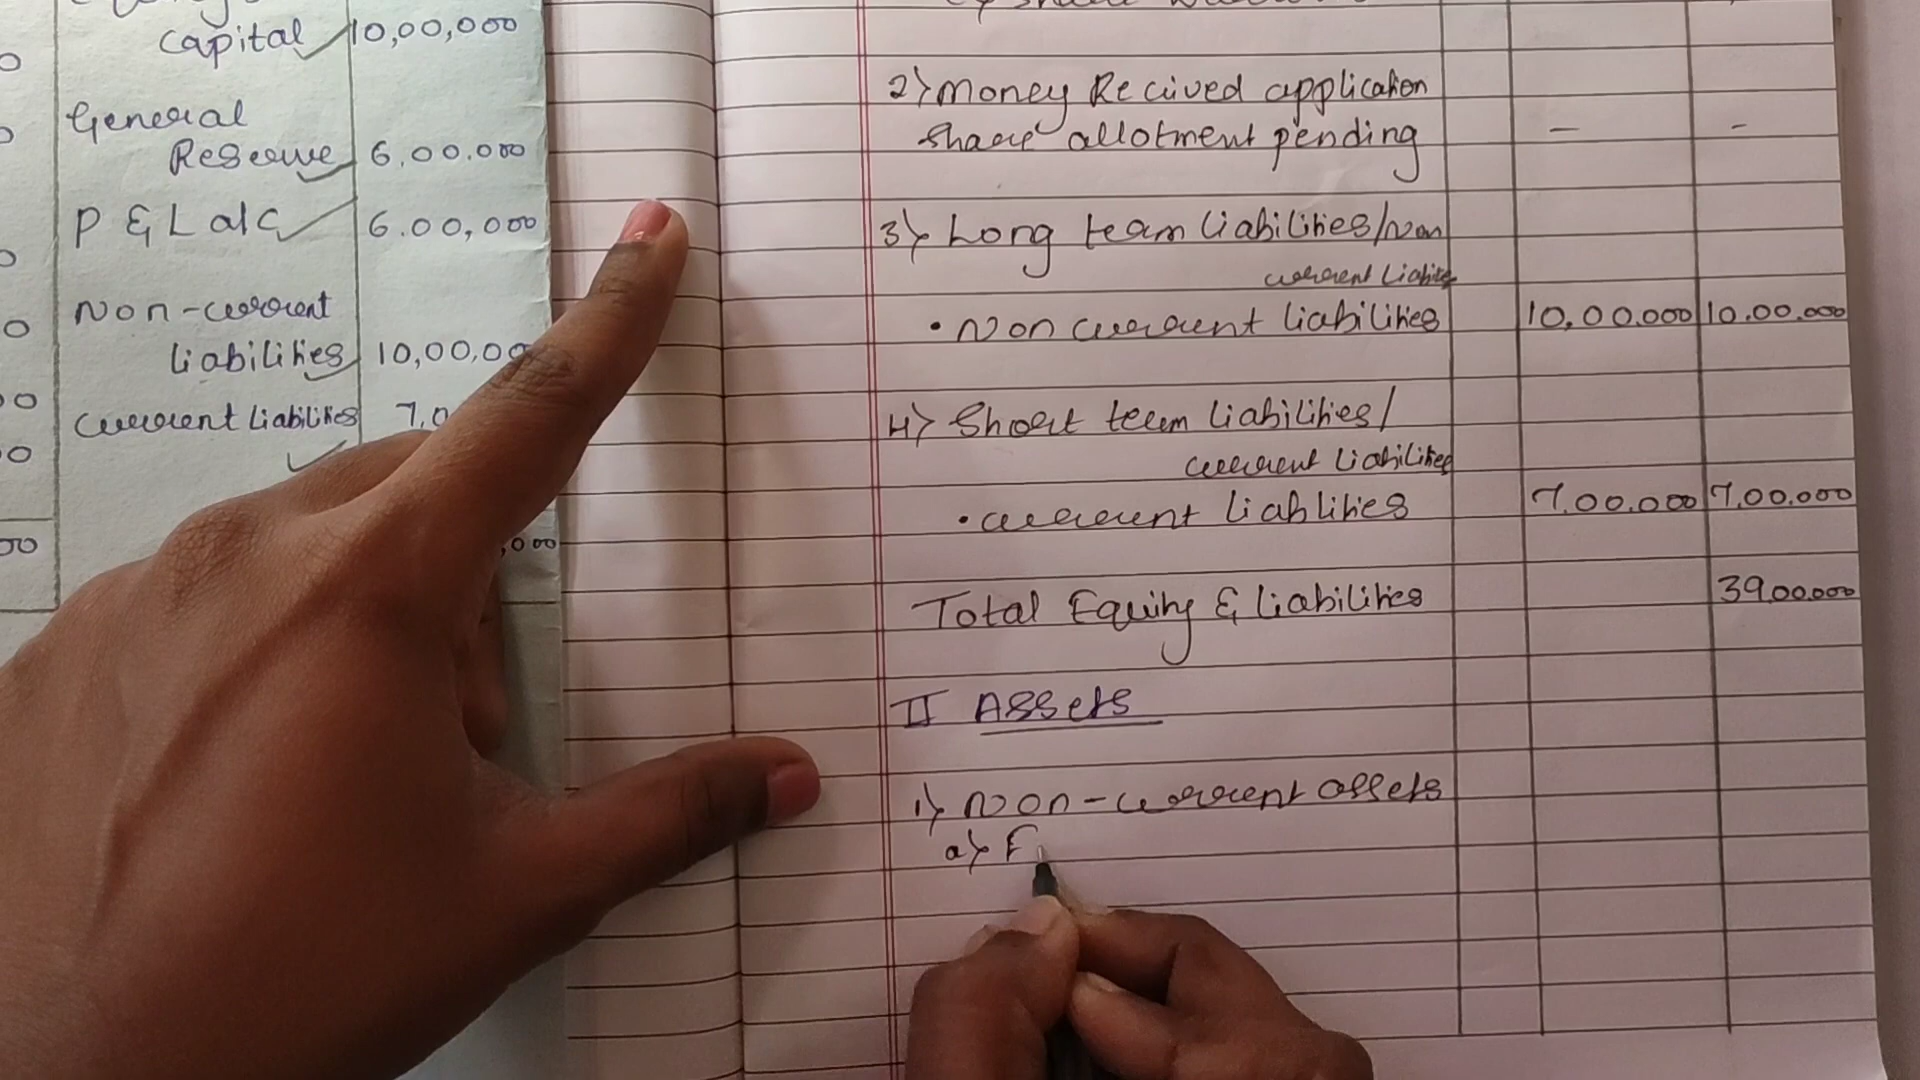 capital 10,00,000
General
Reserve 6,00,000
P & L a/c 6,00,000
Non-current
liabilities 10,00,00
current liabilities 7,0
,000
2) Money Recived application
share allotment pending - -
3) Long team liabilities/Non
current Liabilities
• Non current liabilities 10,00,000 10,00,000
4) Short term liabilities/
current liabilities
• current liablities 7,00,000 7,00,000
Total Equity & liabilities 39,00,000
II Assets
1) Non-current assets
a) F